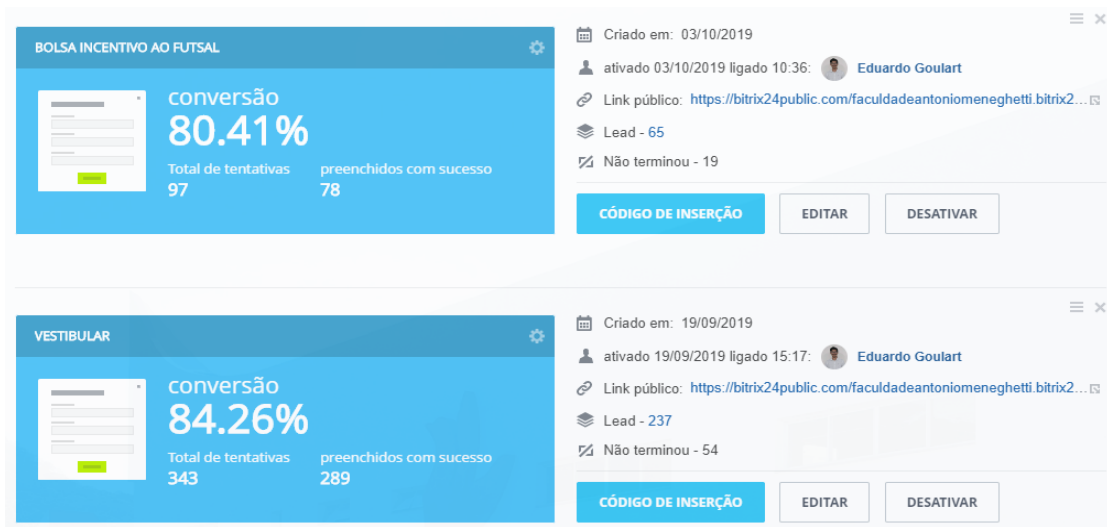 BOLSA INCENTIVO AO FUTSAL
conversão
80.41%
Total de tentativas preenchidos com sucesso
97 78
Criado em: 03/10/2019
ativado 03/10/2019 ligado 10:36: Eduardo Goulart
Link público: https://bitrix24public.com/faculdadeantoniomeneghetti.bitrix2...
Lead - 65
Não terminou - 19
CÓDIGO DE INSERÇÃO EDITAR DESATIVAR
VESTIBULAR
conversão
84.26%
Total de tentativas preenchidos com sucesso
343 289
Criado em: 19/09/2019
ativado 19/09/2019 ligado 15:17: Eduardo Goulart
Link público: https://bitrix24public.com/faculdadeantoniomeneghetti.bitrix2...
Lead - 237
Não terminou - 54
CÓDIGO DE INSERÇÃO EDITAR DESATIVAR